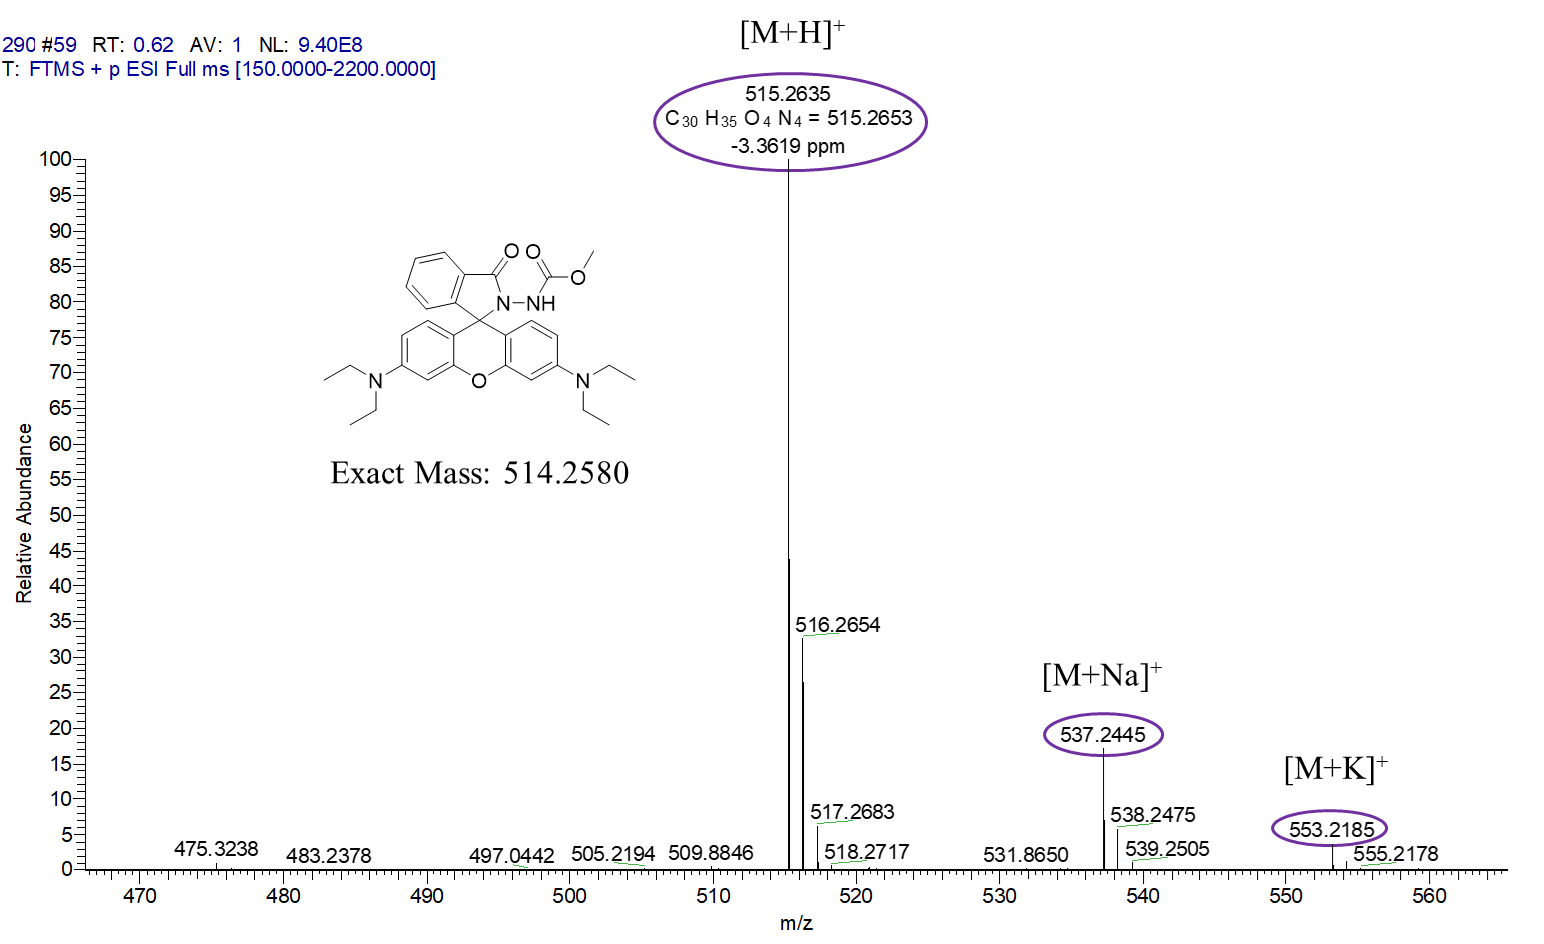 290 #59 RT: 0.62 AV: 1 NL: 9.40E8
T: FTMS + p ESI Full ms [150.0000-2200.0000]
[M+H]+
515.2635
C30 H35 O4 N4 = 515.2653
-3.3619 ppm
Relative Abundance
100
95
90
85
80
75
70
65
60
55
50
45
40
35
30
25
20
15
10
5
0
O O
O
N NH
N O N
Exact Mass: 514.2580
516.2654
[M+Na]+
537.2445
[M+K]+
553.2185
517.2683
538.2475
475.3238
483.2378
497.0442
505.2194
509.8846
518.2717
531.8650
539.2505
555.2178
470 480 490 500 510 520 530 540 550 560
m/z